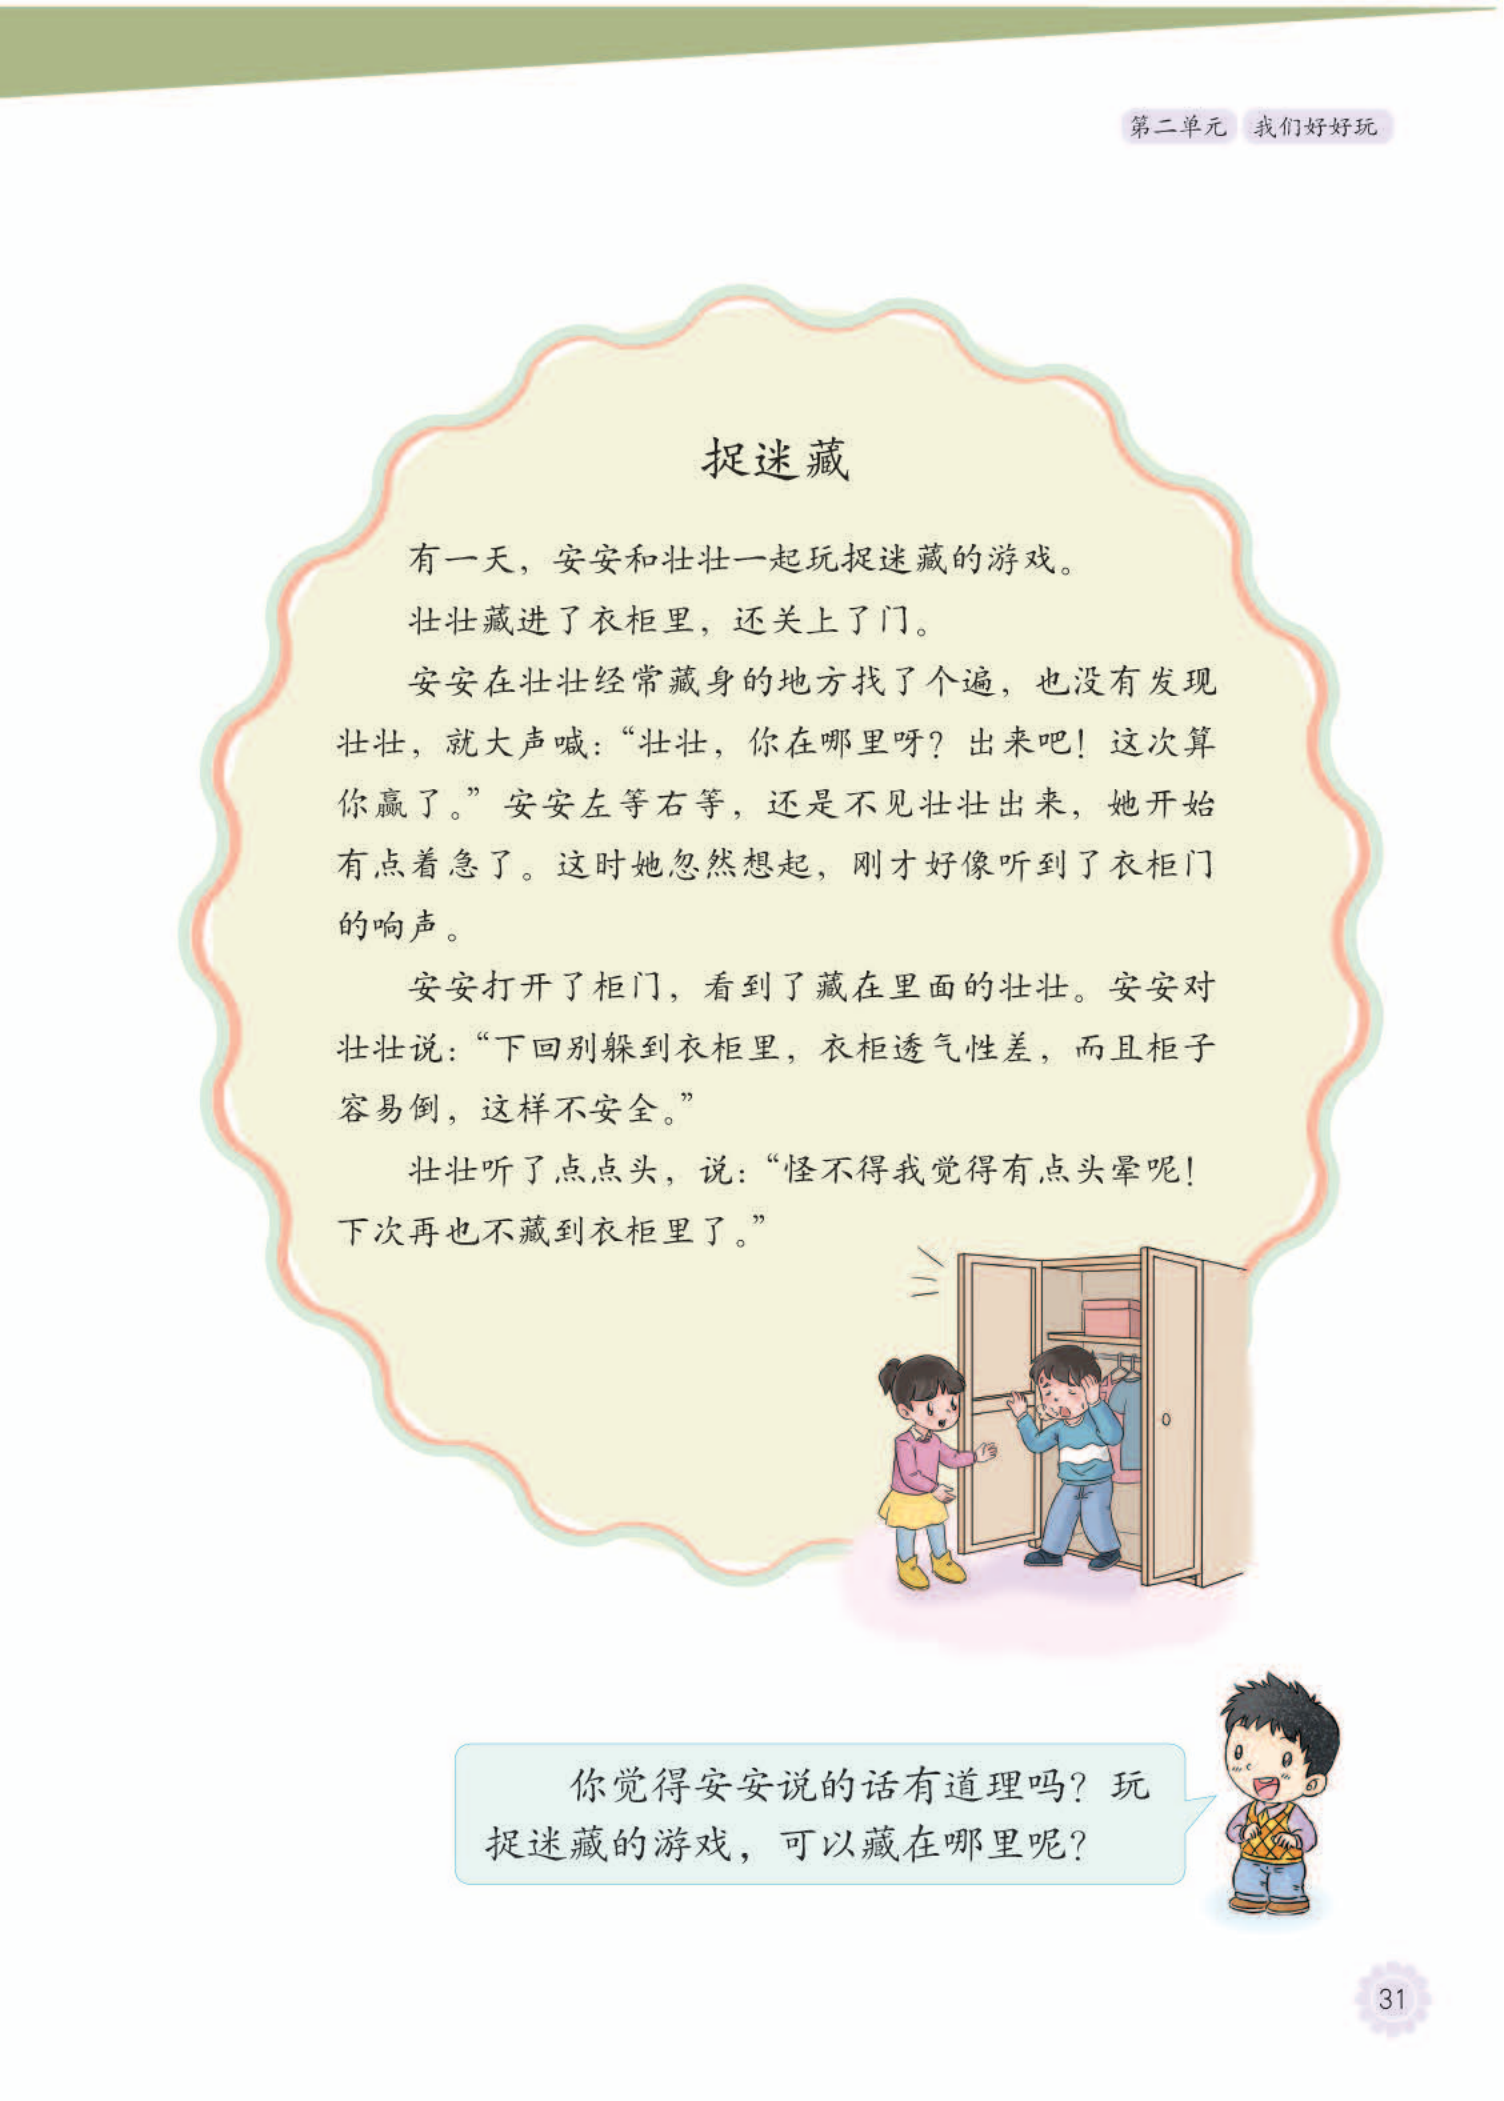 第二单元 我们好好玩
捉迷藏
有一天，安安和壮壮一起玩捉迷藏的游戏。
壮壮藏进了衣柜里，还关上了门。
安安在壮壮经常藏身的地方找了个遍，也没有发现
壮壮，就大声喊：“壮壮，你在哪里呀？出来吧！这次算
你赢了。”安安左等右等，还是不见壮壮出来，她开始
有点着急了。这时她忽然想起，刚才好像听到了衣柜门
的响声。
安安打开了柜门，看到了藏在里面的壮壮。安安对
壮壮说：“下回别躲到衣柜里，衣柜透气性差，而且柜子
容易倒，这样不安全。”
壮壮听了点点头，说：“怪不得我觉得有点头晕呢！
下次再也不藏到衣柜里了。”
你觉得安安说的话有道理吗？玩
捉迷藏的游戏，可以藏在哪里呢？
31